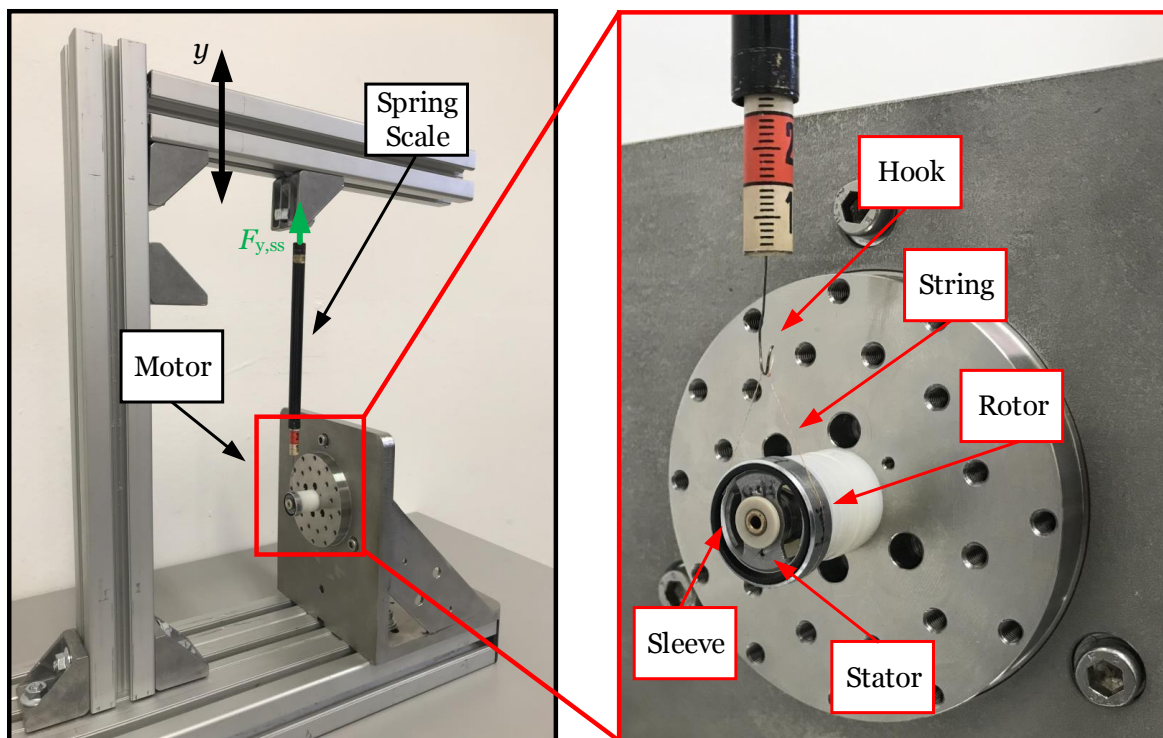 y
Spring
Scale
F_y,ss
Motor
2
1
Hook
String
Rotor
Sleeve
Stator